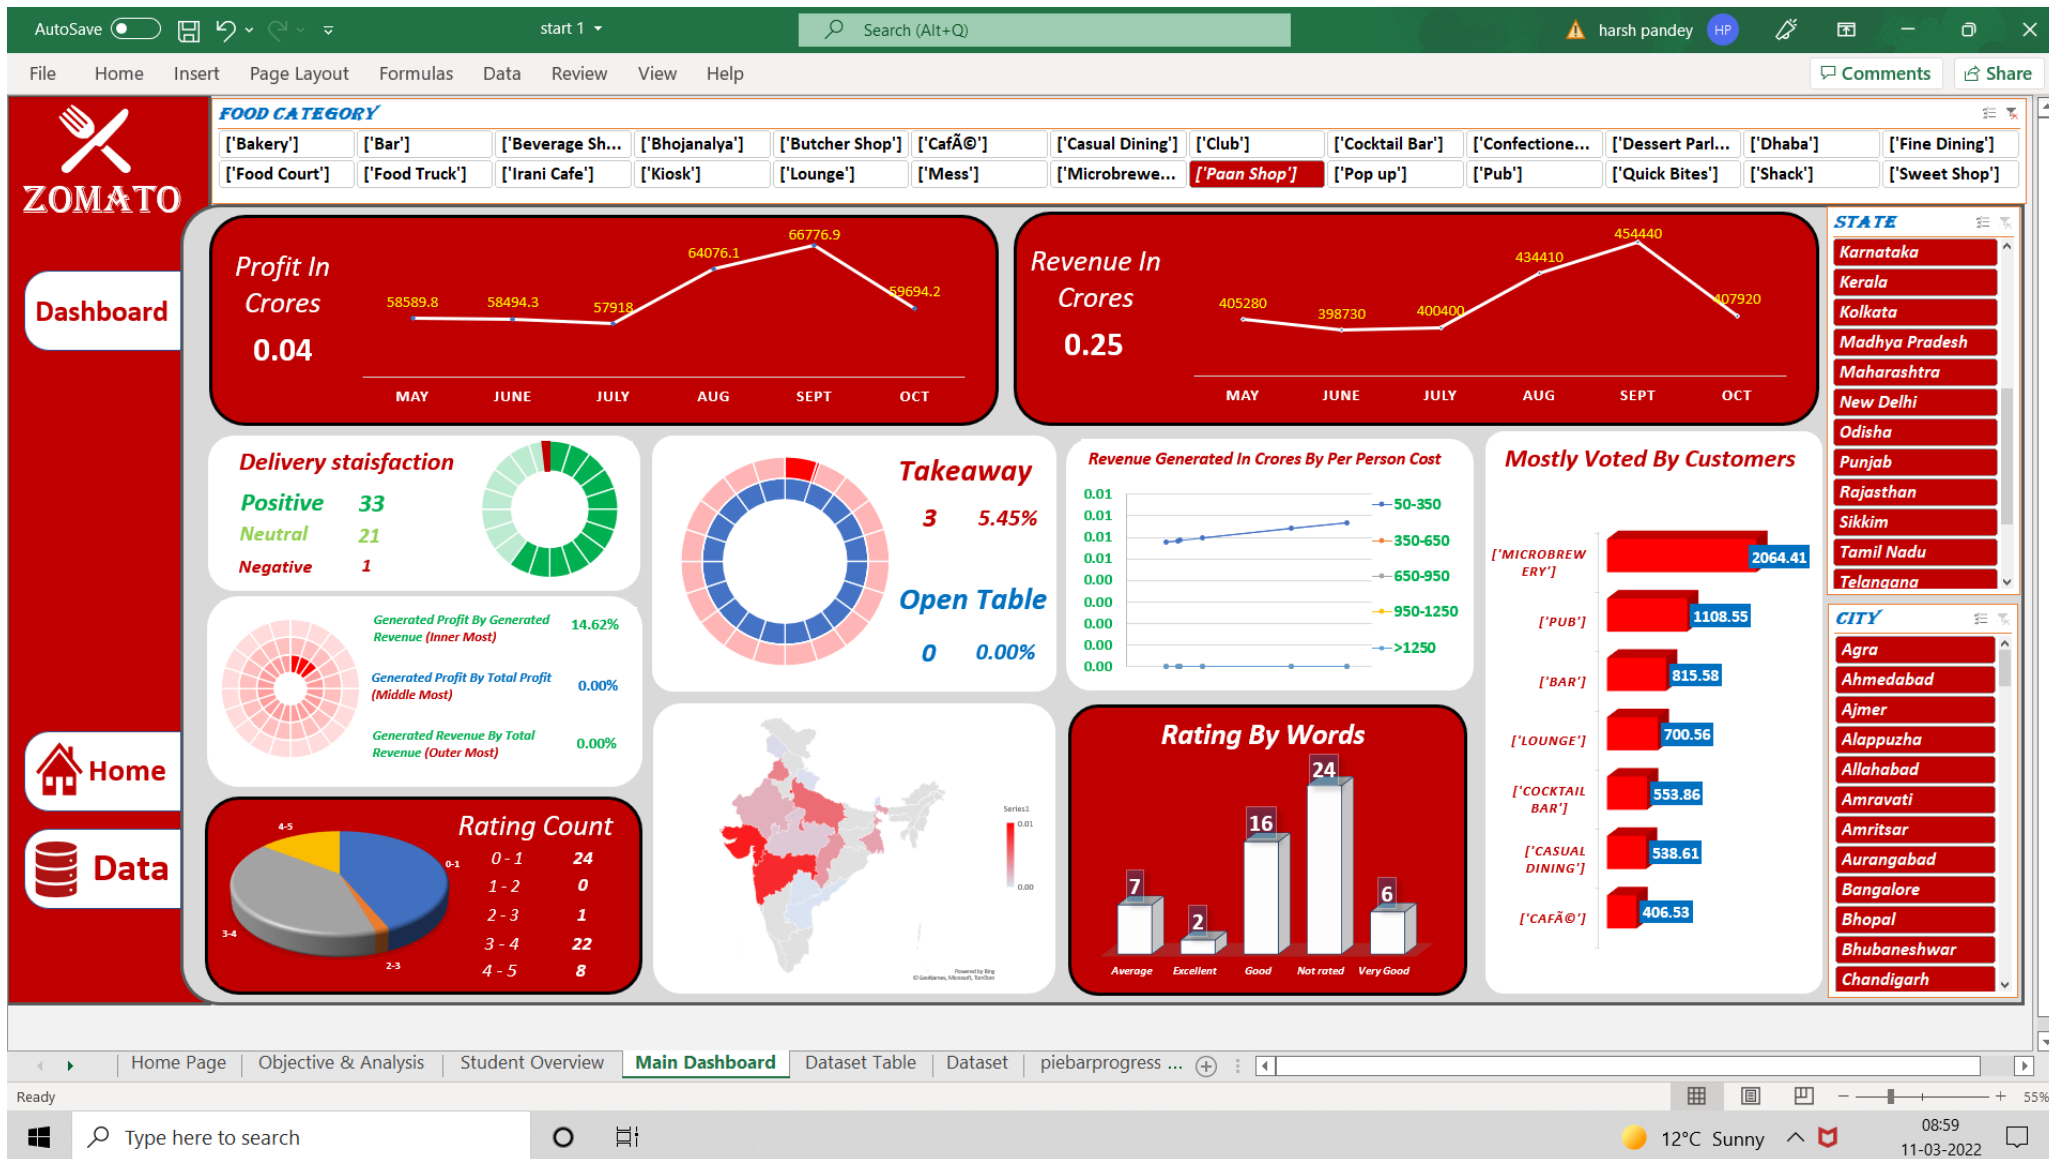 AutoSave
start 1
Search (Alt+Q)
harsh pandey
HP
File Home Insert Page Layout Formulas Data Review View Help
Comments Share
ZOMATO
Dashboard
Home
Data
FOOD CATEGORY
['Bakery'] ['Bar'] ['Beverage Sh... ['Bhojanalya'] ['Butcher Shop'] ['CafÃ©'] ['Casual Dining'] ['Club'] ['Cocktail Bar'] ['Confectione... ['Dessert Parl... ['Dhaba'] ['Fine Dining']
['Food Court'] ['Food Truck'] ['Irani Cafe'] ['Kiosk'] ['Lounge'] ['Mess'] ['Microbrewe... ['Paan Shop'] ['Pop up'] ['Pub'] ['Quick Bites'] ['Shack'] ['Sweet Shop']
Profit In
Crores
0.04
58589.8 58494.3 57918 64076.1 66776.9 59694.2
MAY JUNE JULY AUG SEPT OCT
Revenue In
Crores
0.25
405280 398730 400400 434410 454440 407920
MAY JUNE JULY AUG SEPT OCT
STATE
Karnataka
Kerala
Kolkata
Madhya Pradesh
Maharashtra
New Delhi
Odisha
Punjab
Rajasthan
Sikkim
Tamil Nadu
Telangana
CITY
Agra
Ahmedabad
Ajmer
Alappuzha
Allahabad
Amravati
Amritsar
Aurangabad
Bangalore
Bhopal
Bhubaneshwar
Chandigarh
Delivery staisfaction
Positive 33
Neutral 21
Negative 1
Generated Profit By Generated
Revenue (Inner Most)
14.62%
Generated Profit By Total Profit
(Middle Most)
0.00%
Generated Revenue By Total
Revenue (Outer Most)
0.00%
Rating Count
0 - 1 24
1 - 2 0
2 - 3 1
3 - 4 22
4 - 5 8
4-5
0-1
3-4
2-3
Takeaway
3 5.45%
Open Table
0 0.00%
Series1
0.01
0.00
Powered by Bing
© GeoNames, Microsoft, TomTom
Revenue Generated In Crores By Per Person Cost
0.01
0.01
0.01
0.01
0.00
0.00
0.00
0.00
0.00
50-350
350-650
650-950
950-1250
>1250
Rating By Words
7 2 16 24 6
Average Excellent Good Not rated Very Good
Mostly Voted By Customers
['MICROBREW
ERY']
2064.41
['PUB'] 1108.55
['BAR'] 815.58
['LOUNGE'] 700.56
['COCKTAIL
BAR']
553.86
['CASUAL
DINING']
538.61
['CAFÃ©'] 406.53
Home Page Objective & Analysis Student Overview Main Dashboard Dataset Table Dataset piebarprogress ...
Ready
55%
Type here to search
12°C Sunny
08:59
11-03-2022